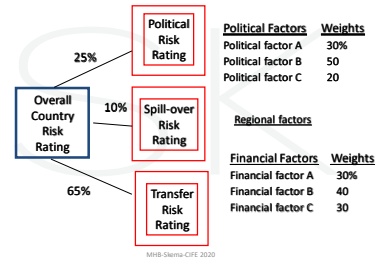 Political
Risk
Rating
Political Factors Weights
Political factor A 30%
Political factor B 50
Political factor C 20
25%
Overall
Country
Risk
Rating
10%
Spill-over
Risk
Rating
Regional factors
65%
Transfer
Risk
Rating
Financial Factors Weights
Financial factor A 30%
Financial factor B 40
Financial factor C 30
SK
MHB-Skema-CIFE 2020